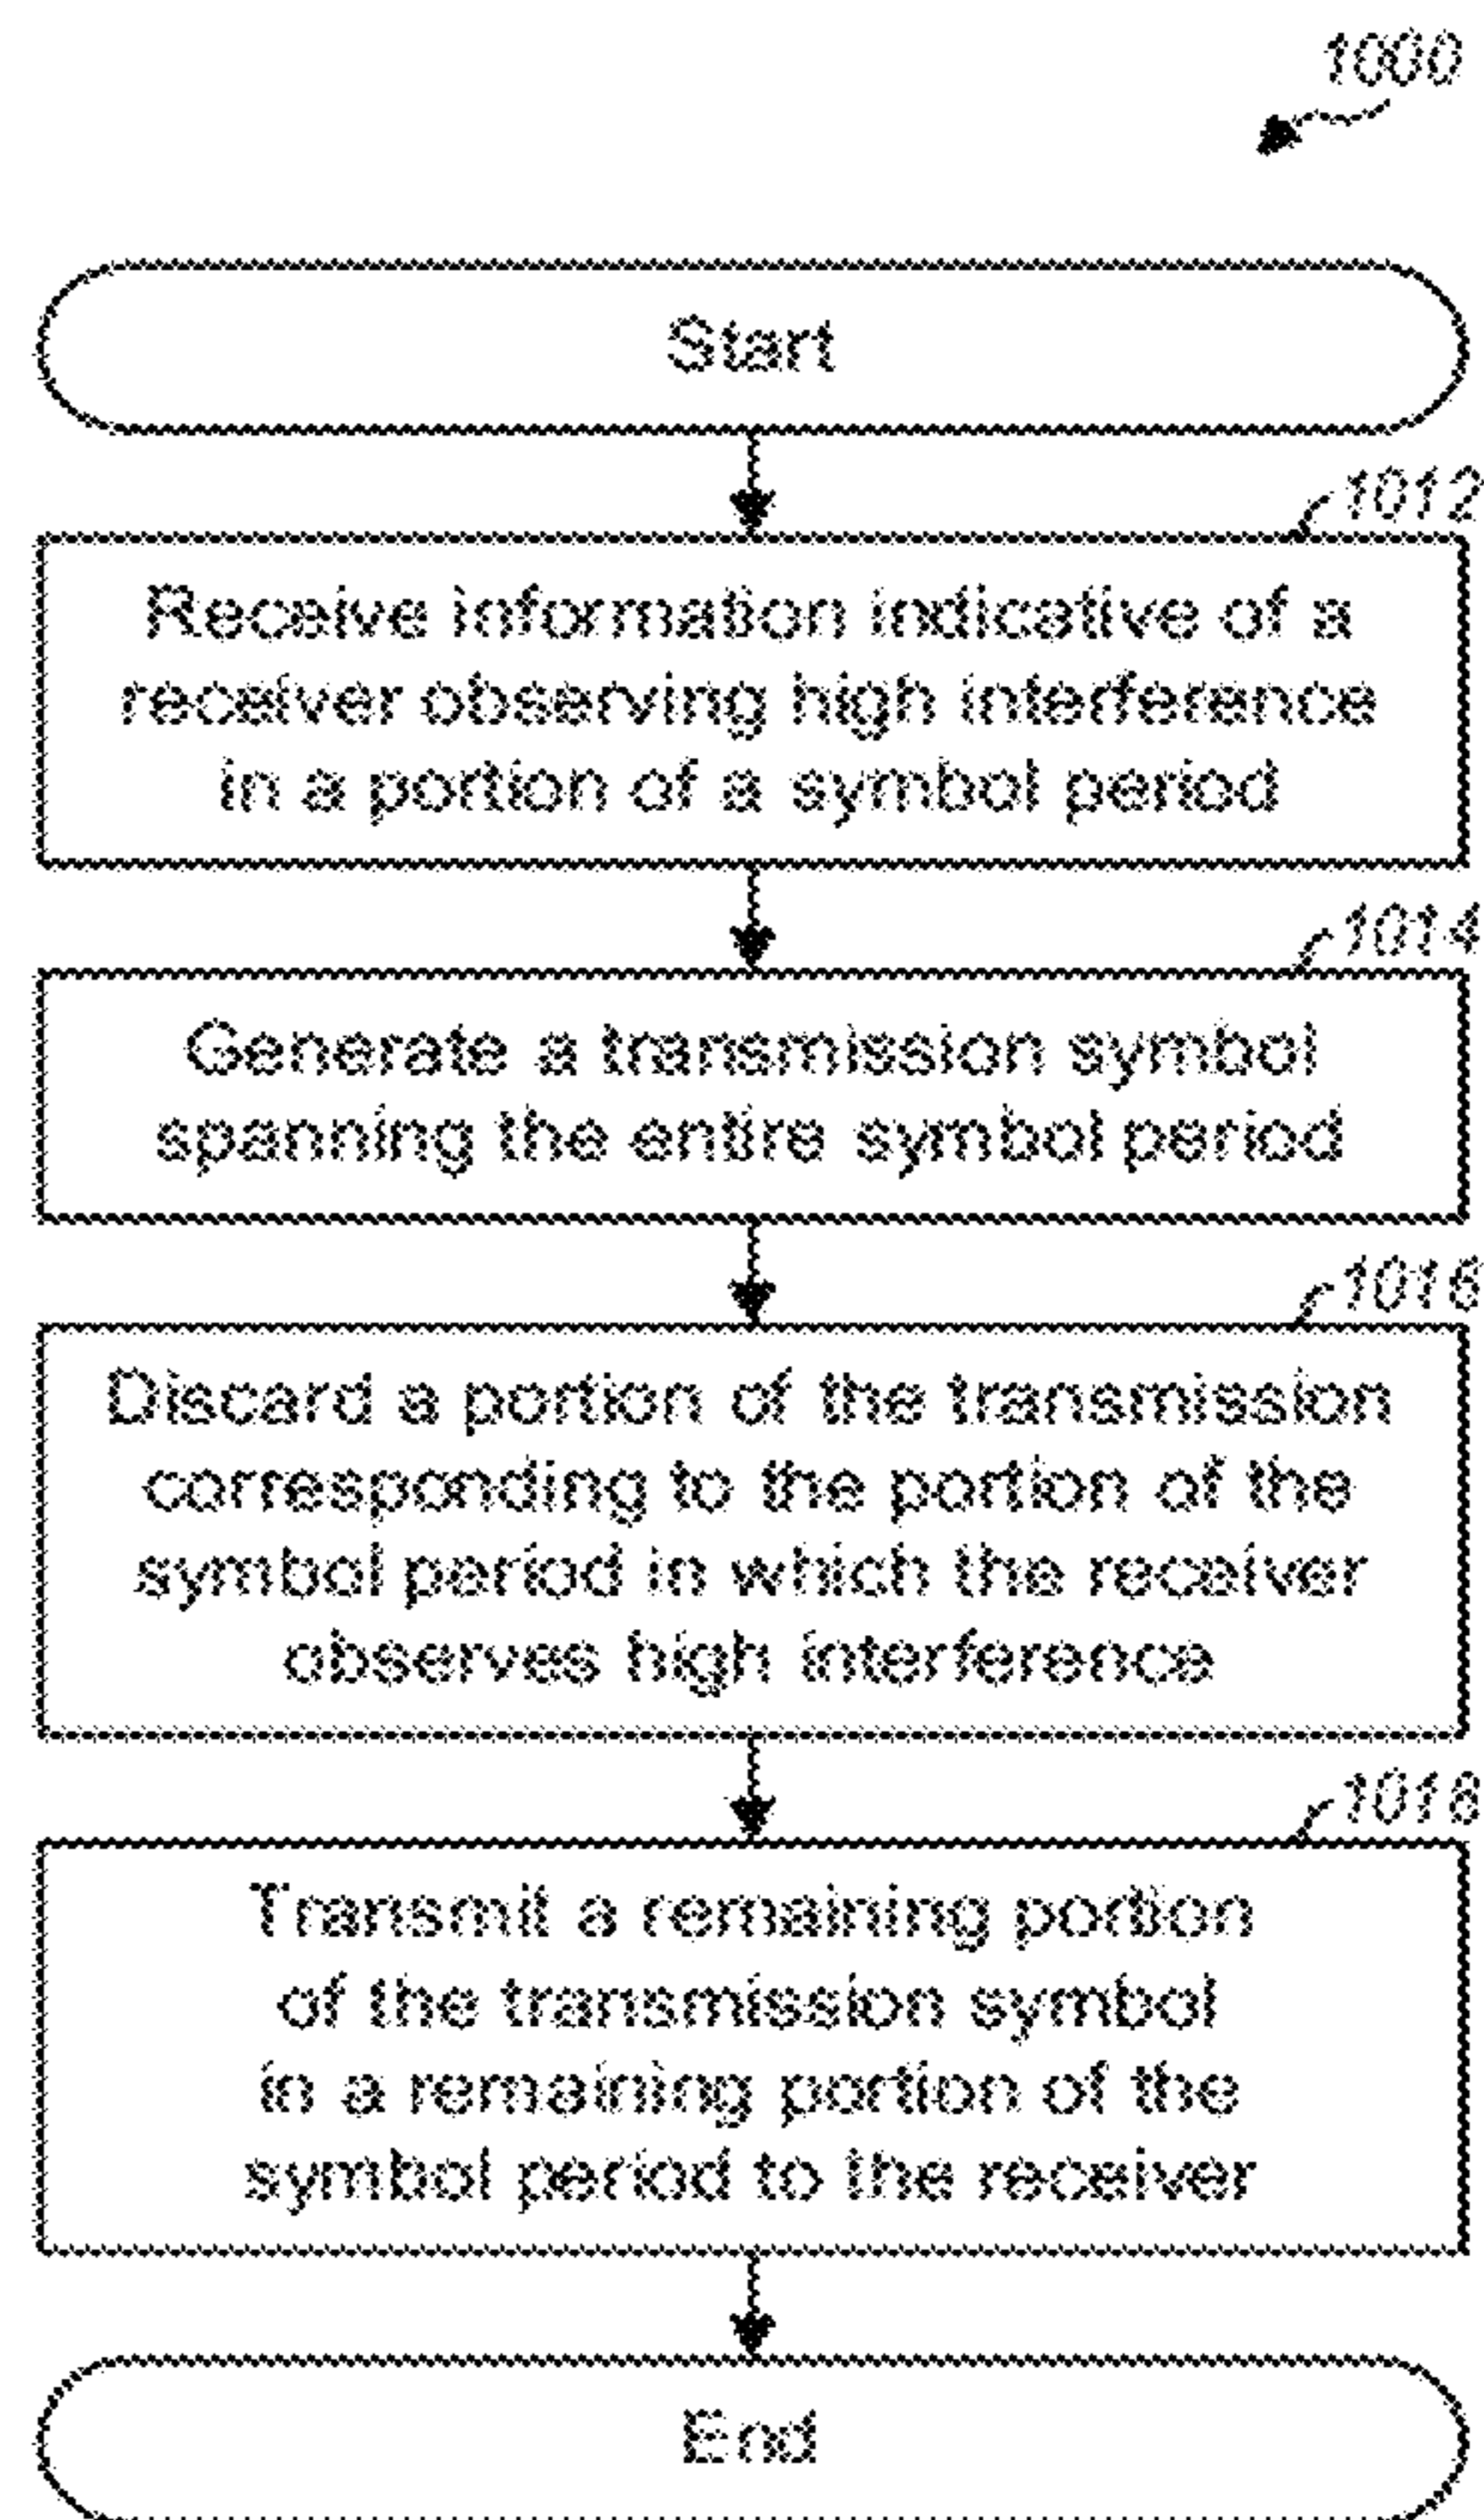 1000
Start
1012
Receive information indicative of a
receiver observing high interference
in a portion of a symbol period
1014
Generate a transmission symbol
spanning the entire symbol period
1016
Discard a portion of the transmission
corresponding to the portion of the
symbol period in which the receiver
observes high interference
1018
Transmit a remaining portion
of the transmission symbol
in a remaining portion of the
symbol period to the receiver
End